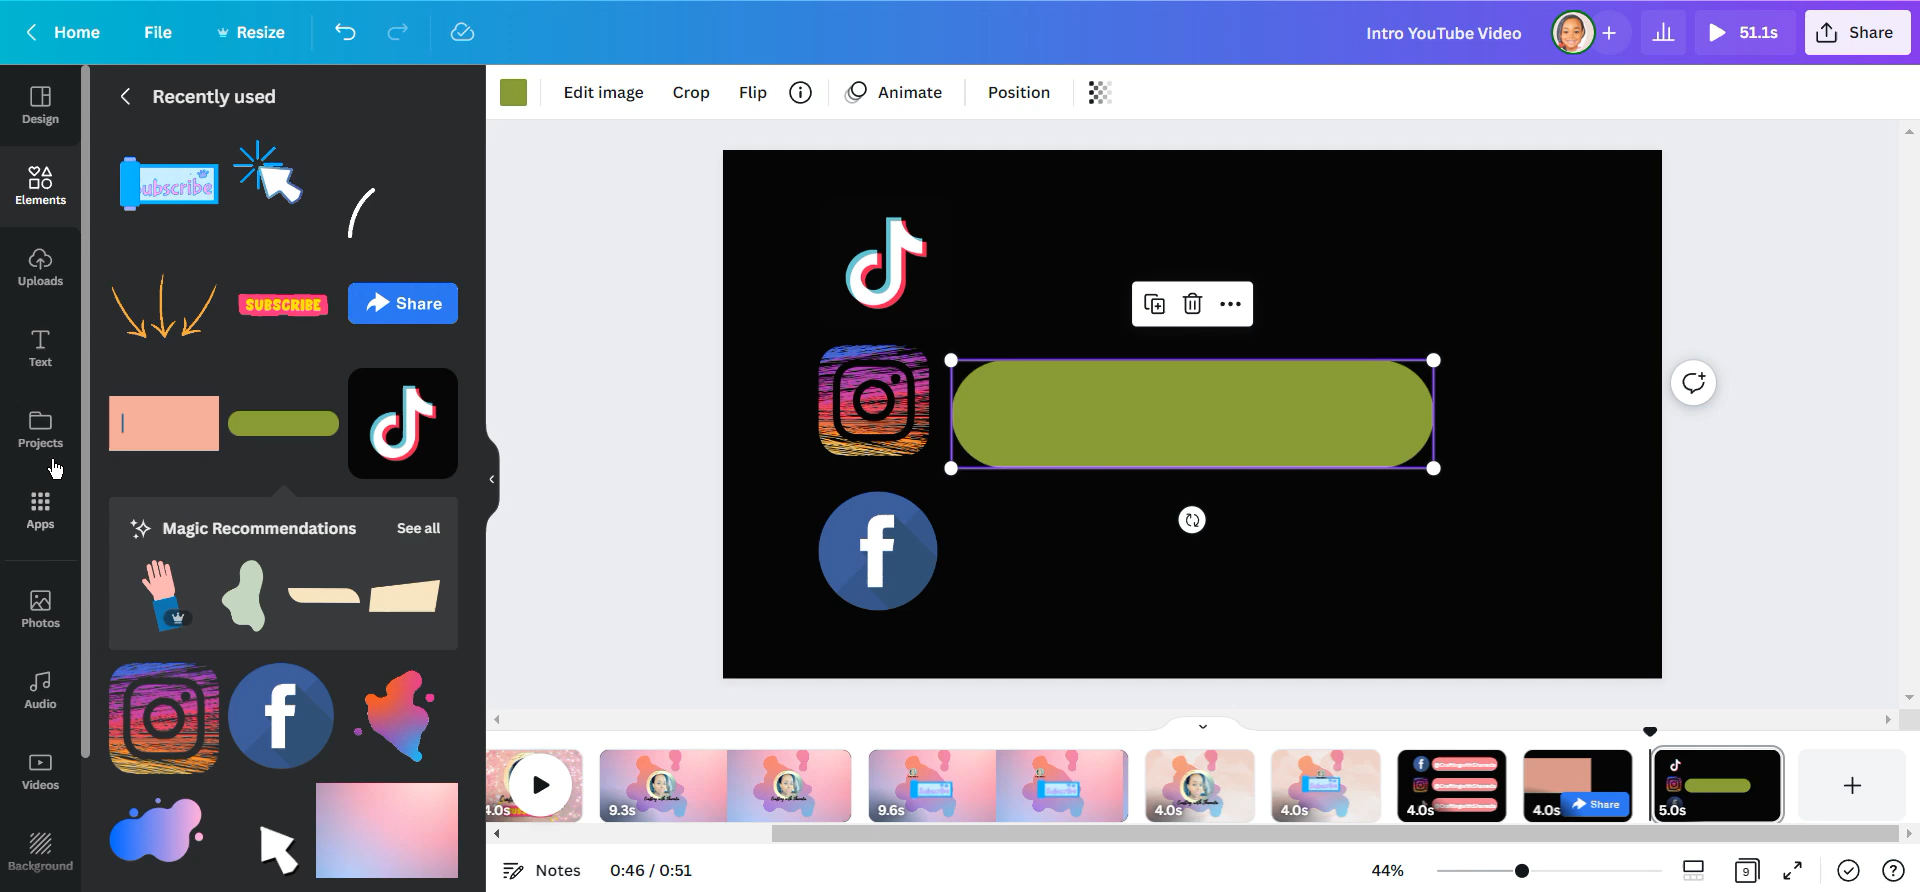 Home File Resize Intro YouTube Video 51.1s Share
Design
Elements
Uploads
Text
Projects
Apps
Photos
Audio
Videos
Background
Recently used
ubscribe
SUBSCRIBE
Share
Magic Recommendations See all
Edit image Crop Flip Animate Position
4.0s 9.3s 9.6s 4.0s 4.0s 4.0s 4.0s Share 5.0s
Notes 0:46 / 0:51 44% 9